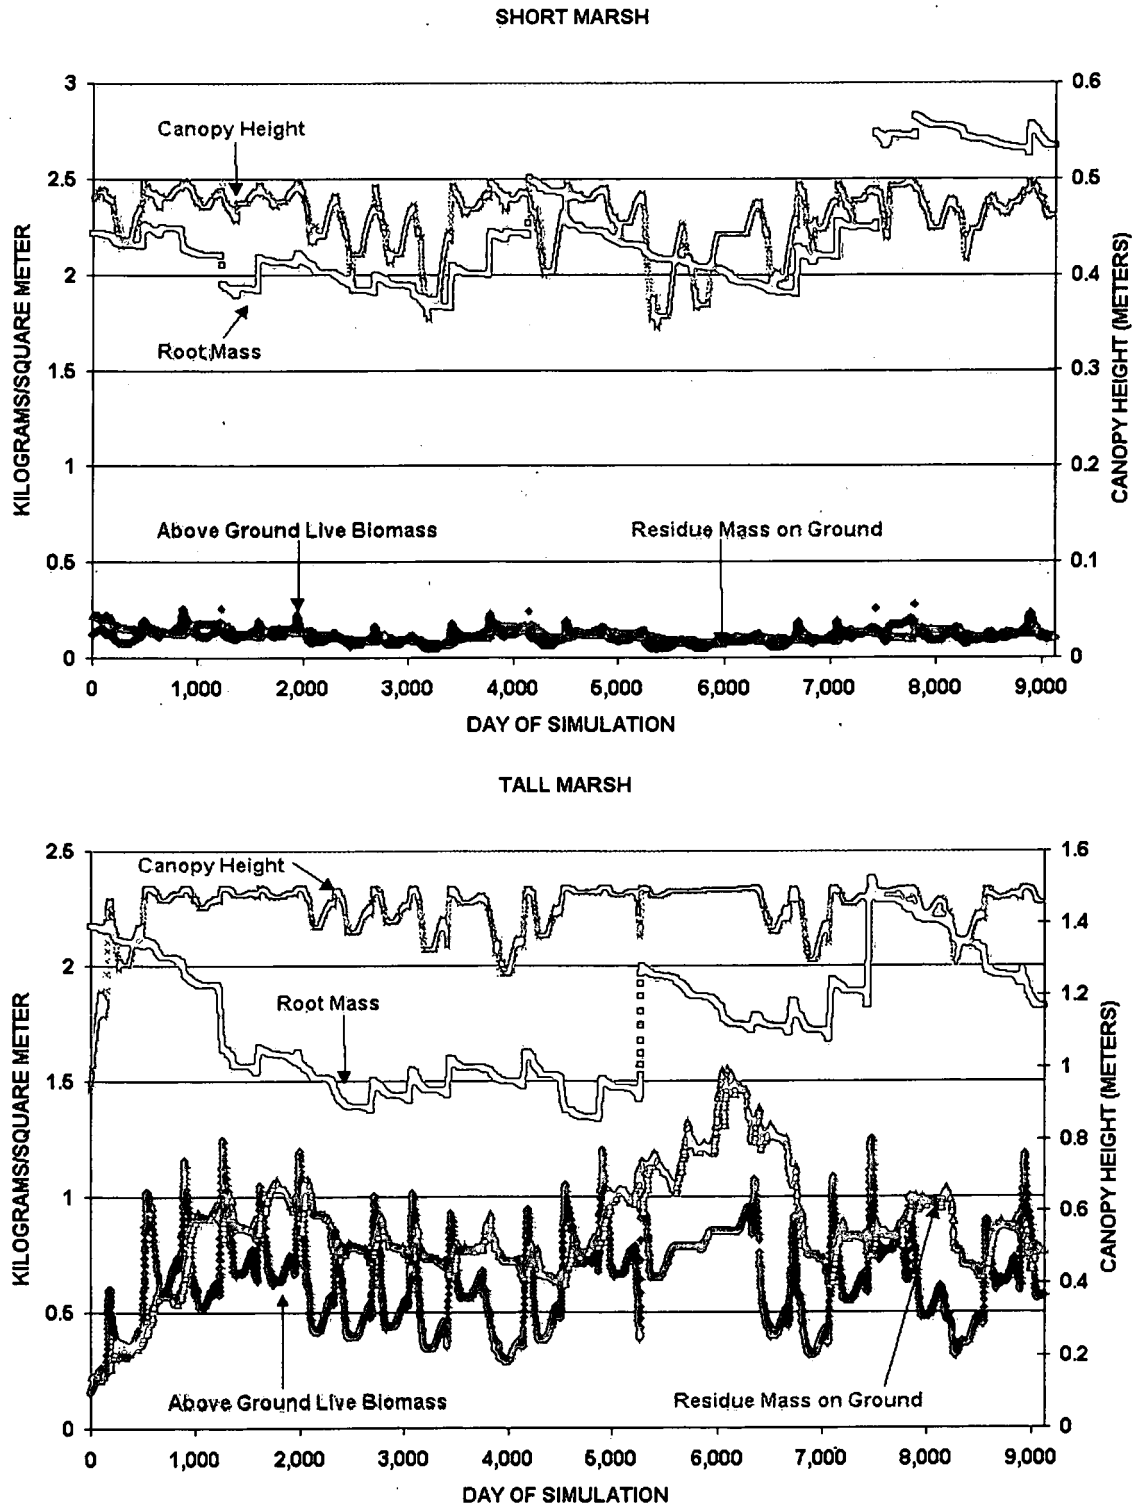 SHORT MARSH
3
0.6
Canopy Height
2.5
0.5
KILOGRAMS/SQUARE METER
CANOPY HEIGHT (METERS)
2
0.4
Root Mass
1.5
0.3
1
0.2
Above Ground Live Biomass
Residue Mass on Ground
0.5
0.1
0
0
0 1,000 2,000 3,000 4,000 5,000 6,000 7,000 8,000 9,000
DAY OF SIMULATION
TALL MARSH
2.5
1.6
Canopy Height
1.4
2
1.2
Root Mass
KILOGRAMS/SQUARE METER
CANOPY HEIGHT (METERS)
1.5
1
0.8
1
0.6
0.4
0.5
0.2
Above Ground Live Biomass
Residue Mass on Ground
0
0
0 1,000 2,000 3,000 4,000 5,000 6,000 7,000 8,000 9,000
DAY OF SIMULATION